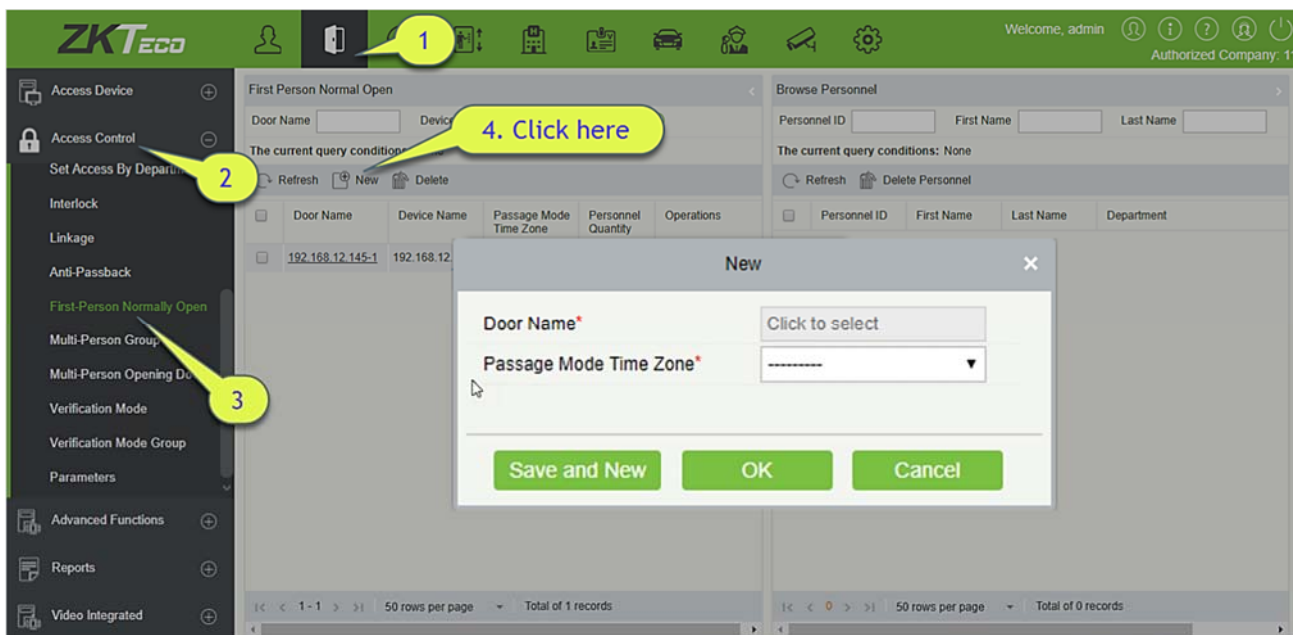 ZKTeco
Welcome, admin
Authorized Company: 1
1
Access Device
Access Control
2
Set Access By Departm
Interlock
Linkage
Anti-Passback
First-Person Normally Open
Multi-Person Group
Multi-Person Opening Do
3
Verification Mode
Verification Mode Group
Parameters
Advanced Functions
Reports
Video Integrated
First Person Normal Open
Door Name
4. Click here
The current query condition
Refresh New Delete
Door Name Device Name Passage Mode Time Zone Personnel Quantity Operations
192.168.12.145-1 192.168.12.
1-1 50 rows per page Total of 1 records
Browse Personnel
Personnel ID First Name Last Name
The current query conditions: None
Refresh Delete Personnel
Personnel ID First Name Last Name Department
0 50 rows per page Total of 0 records
New
Door Name* Click to select
Passage Mode Time Zone* ---------
Save and New OK Cancel